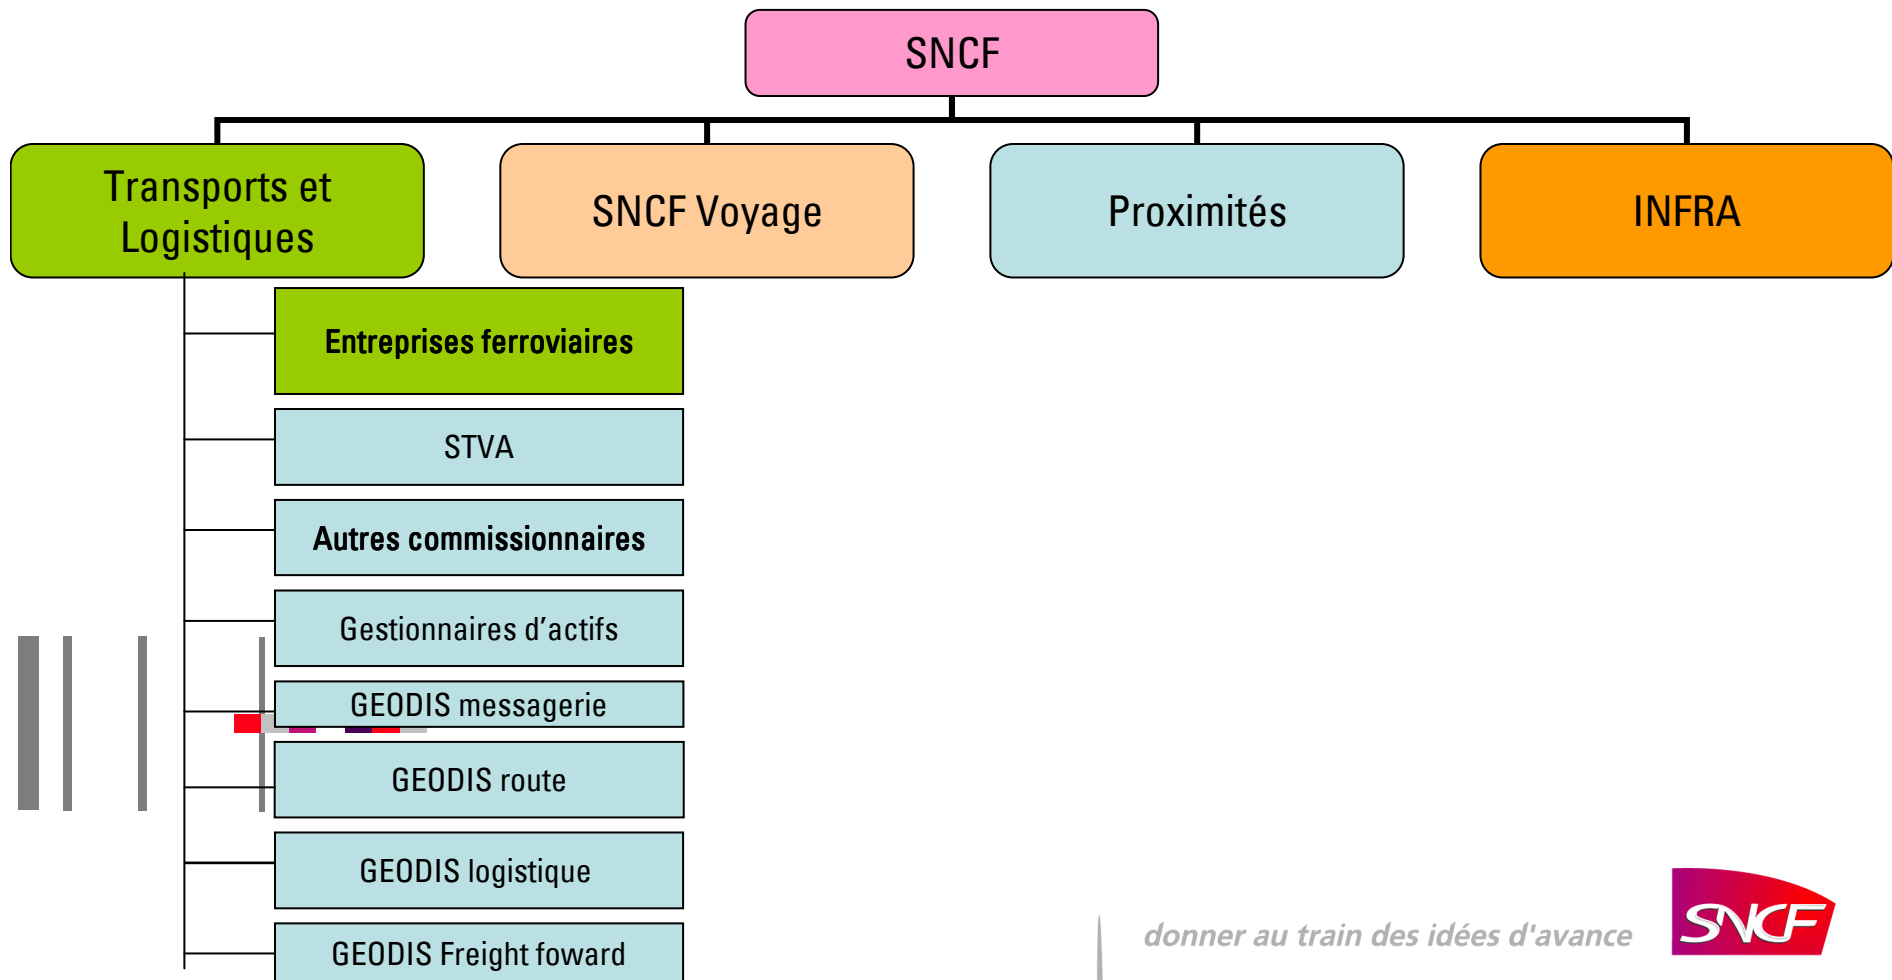 SNCF
Transports et
Logistiques
SNCF Voyage
Proximités
INFRA
Entreprises ferroviaires
STVA
Autres commissionnaires
Gestionnaires d’actifs
GEODIS messagerie
GEODIS route
GEODIS logistique
GEODIS Freight foward
donner au train des idées d'avance
SNCF